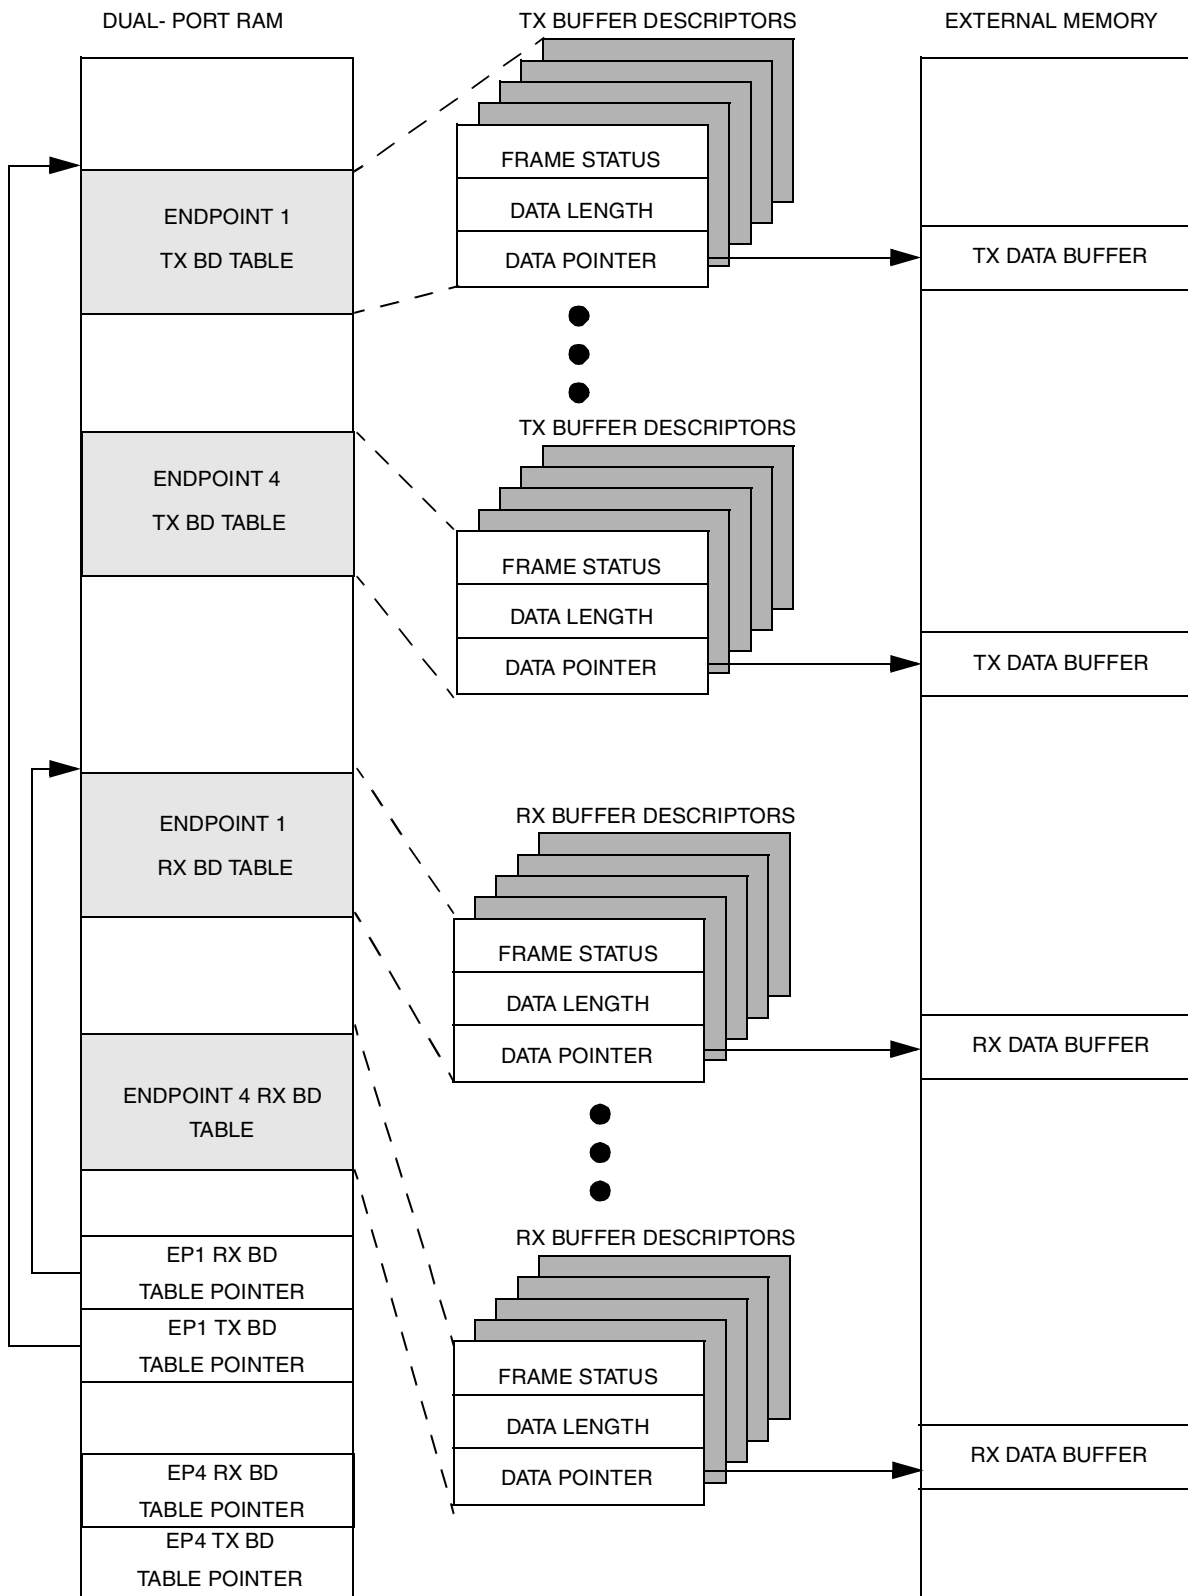 DUAL- PORT RAM
TX BUFFER DESCRIPTORS
EXTERNAL MEMORY
ENDPOINT 1
TX BD TABLE
FRAME STATUS
DATA LENGTH
DATA POINTER
TX DATA BUFFER
TX BUFFER DESCRIPTORS
ENDPOINT 4
TX BD TABLE
FRAME STATUS
DATA LENGTH
DATA POINTER
TX DATA BUFFER
ENDPOINT 1
RX BD TABLE
RX BUFFER DESCRIPTORS
FRAME STATUS
DATA LENGTH
DATA POINTER
RX DATA BUFFER
ENDPOINT 4 RX BD
TABLE
RX BUFFER DESCRIPTORS
EP1 RX BD
TABLE POINTER
EP1 TX BD
TABLE POINTER
FRAME STATUS
DATA LENGTH
DATA POINTER
RX DATA BUFFER
EP4 RX BD
TABLE POINTER
EP4 TX BD
TABLE POINTER